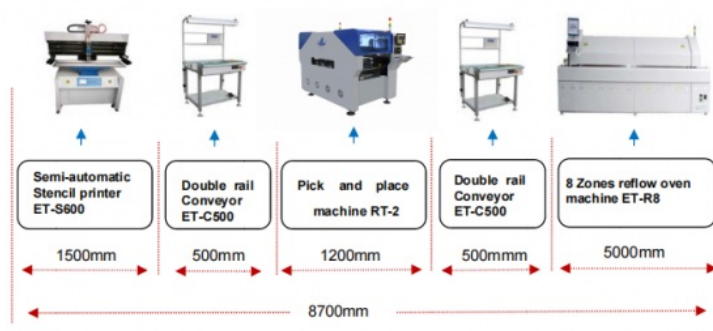 Semi-automatic
Stencil printer
ET-S600
Double rail
Conveyor
ET-C500
Pick and place
machine RT-2
Double rail
Conveyor
ET-C500
8 Zones reflow oven
machine ET-R8
1500mm
500mm
1200mm
500mmm
5000mm
8700mm